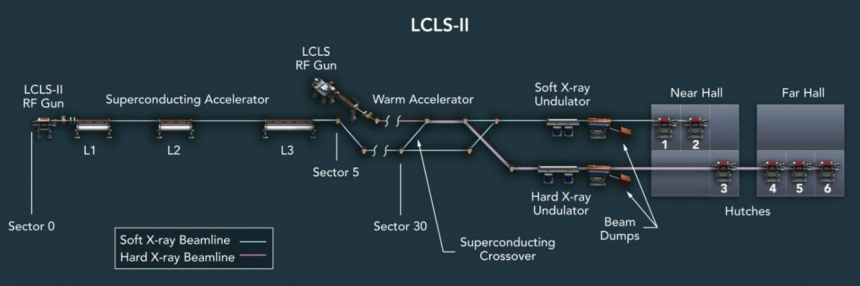 LCLS-II
LCLS
RF Gun
LCLS-II
RF Gun
Superconducting Accelerator
Warm Accelerator
Soft X-ray
Undulator
Near Hall
Far Hall
L1
L2
L3
1
2
Sector 5
3
4
5
6
Hard X-ray
Undulator
Beam
Dumps
Hutches
Sector 0
Sector 30
Superconducting
Crossover
Soft X-ray Beamline
Hard X-ray Beamline